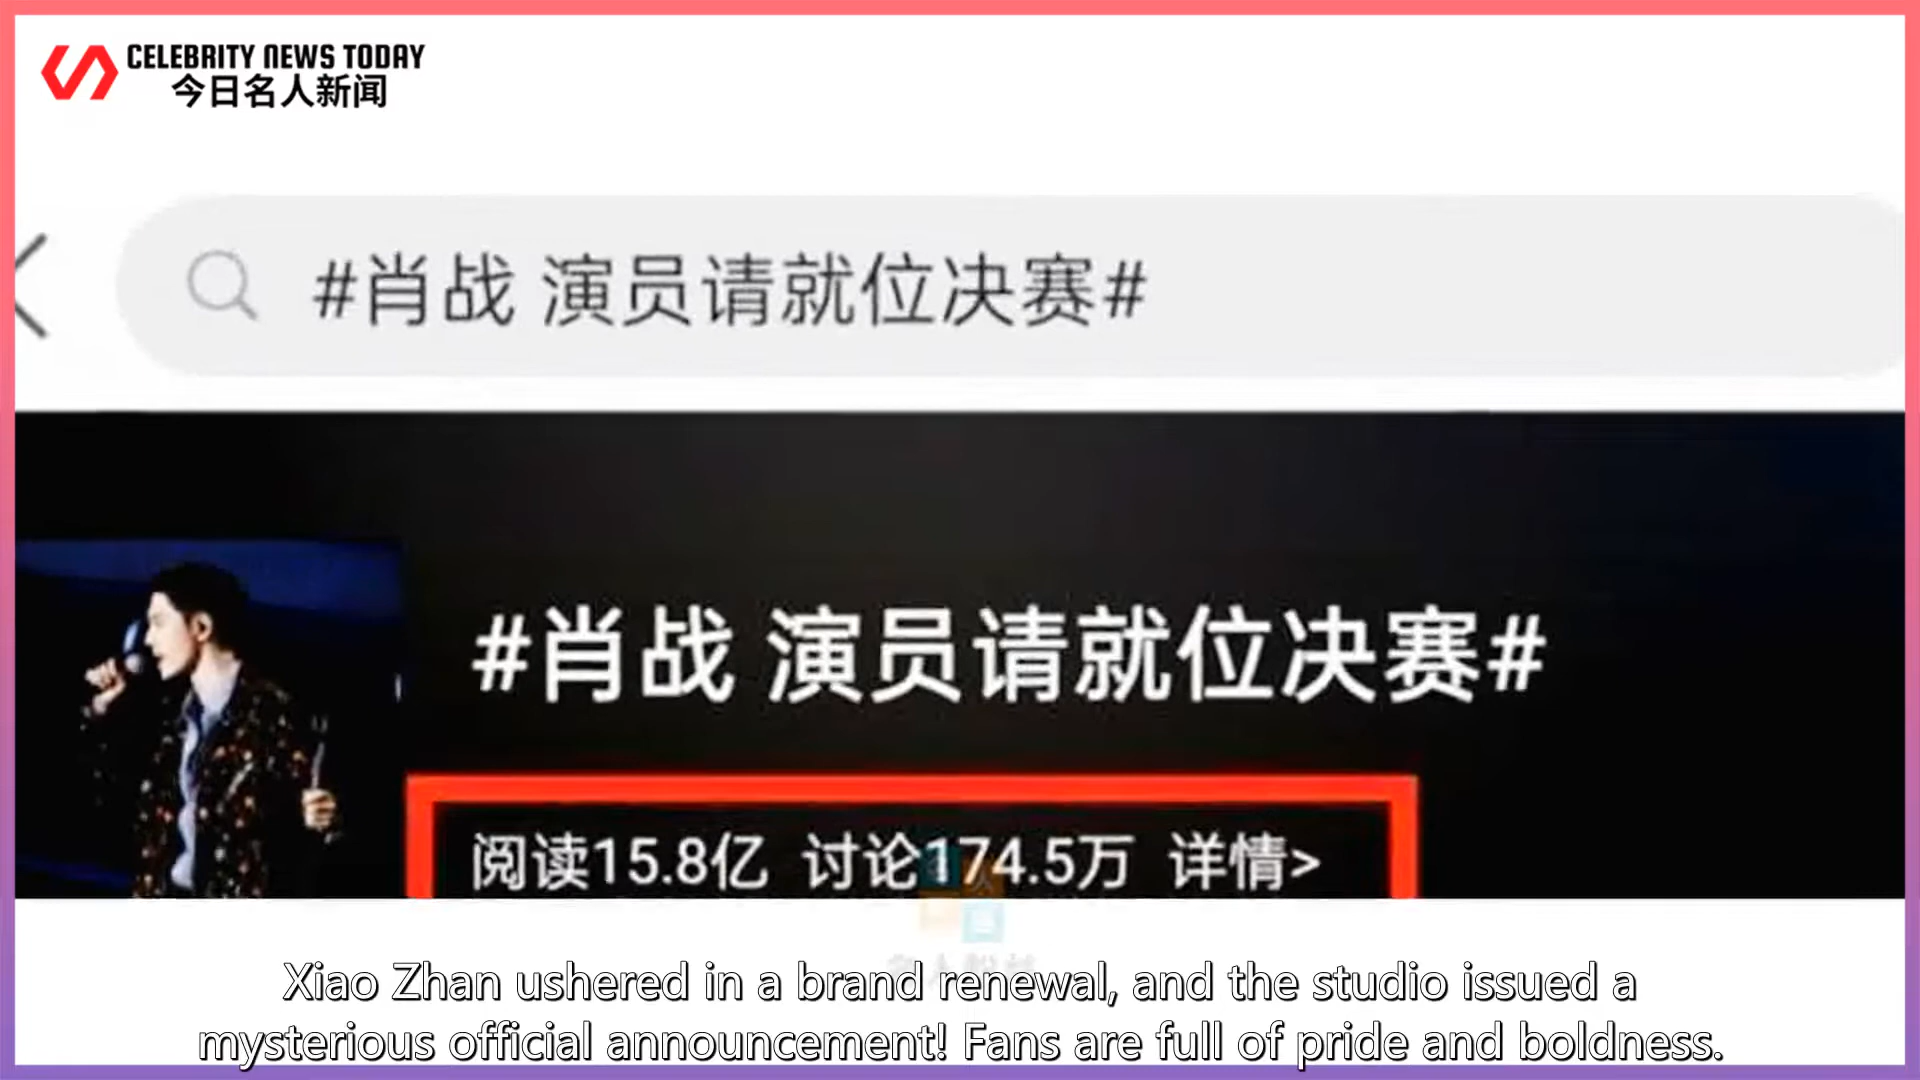 CELEBRITY NEWS TODAY
今日名人新闻
#肖战 演员请就位决赛#
#肖战 演员请就位决赛#
阅读15.8亿 讨论174.5万 详情>
Xiao Zhan ushered in a brand renewal, and the studio issued a
mysterious official announcement! Fans are full of pride and boldness.